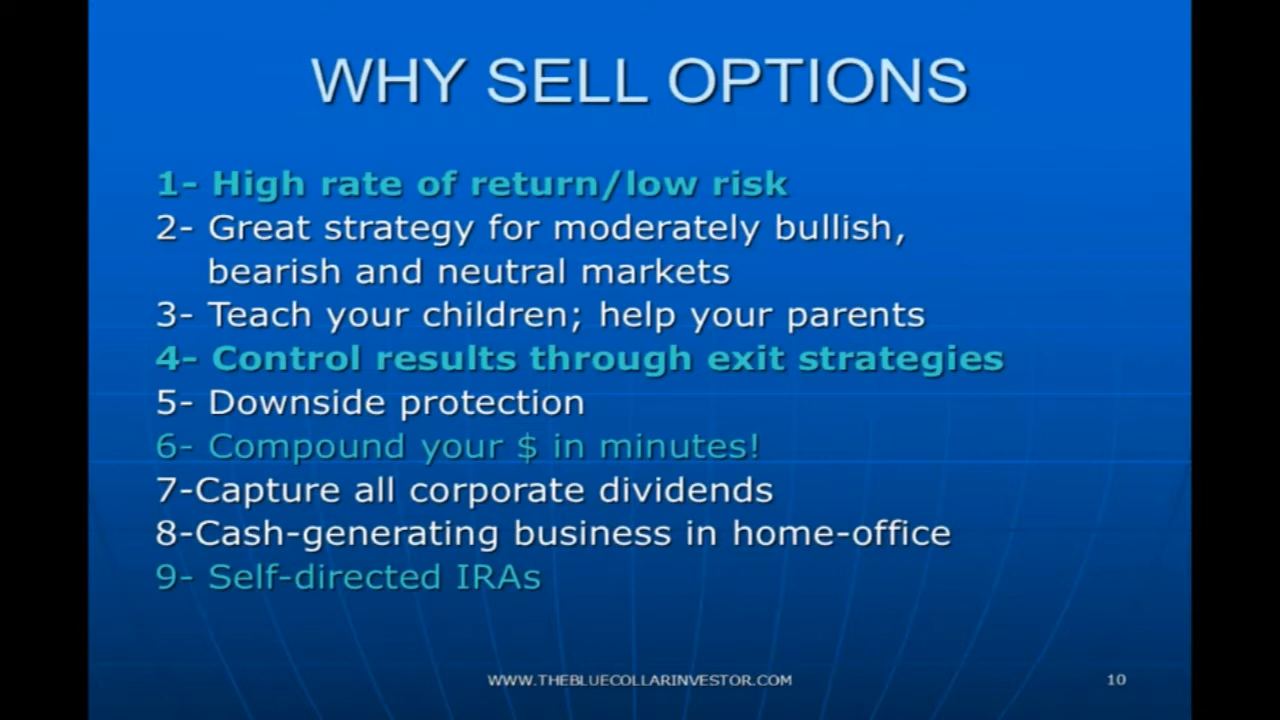 WHY SELL OPTIONS
1- High rate of return/low risk
2- Great strategy for moderately bullish,
bearish and neutral markets
3- Teach your children; help your parents
4- Control results through exit strategies
5- Downside protection
6- Compound your $ in minutes!
7-Capture all corporate dividends
8-Cash-generating business in home-office
9- Self-directed IRAs
WWW.THEBLUECOLLARINVESTOR.COM 10